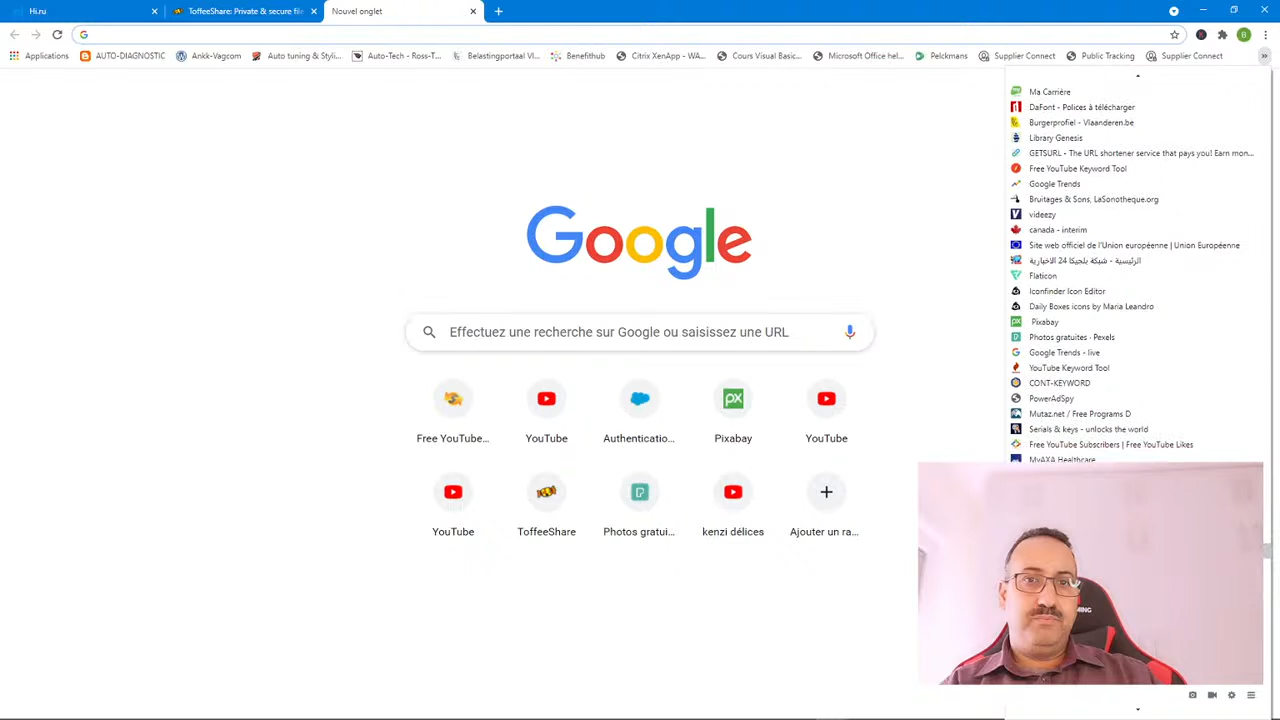 Hi.ru
ToffeeShare: Private & secure file
Nouvel onglet
Applications
AUTO-DIAGNOSTIC
Ankk-Vagcom
Auto tuning & Styli...
Auto-Tech - Ross-T...
Belastingportaal Vl...
Benefithub
Citrix XenApp - WA...
Cours Visual Basic...
Microsoft Office hel...
Pelckmans
Supplier Connect
Public Tracking
Supplier Connect
Ma Carrière
DaFont - Polices à télécharger
Burgerprofiel - Vlaanderen.be
Library Genesis
GETSURL - The URL shortener service that pays you! Earn mon...
Free YouTube Keyword Tool
Google Trends
Bruitages & Sons, LaSonotheque.org
videezy
canada - interim
Site web officiel de l'Union européenne | Union Européenne
الرئيسية - شبكة بلجيكا 24 الاخبارية
Flaticon
Iconfinder Icon Editor
Daily Boxes icons by Maria Leandro
Pixabay
Photos gratuites · Pexels
Google Trends - live
YouTube Keyword Tool
CONT-KEYWORD
PowerAdSpy
Mutaz.net / Free Programs D
Serials & keys - unlocks the world
Free YouTube Subscribers | Free YouTube Likes
MyAXA Healthcare
Google
Effectuez une recherche sur Google ou saisissez une URL
Free YouTube...
YouTube
Authenticatio...
Pixabay
YouTube
YouTube
ToffeeShare
Photos gratui...
kenzi délices
Ajouter un ra...